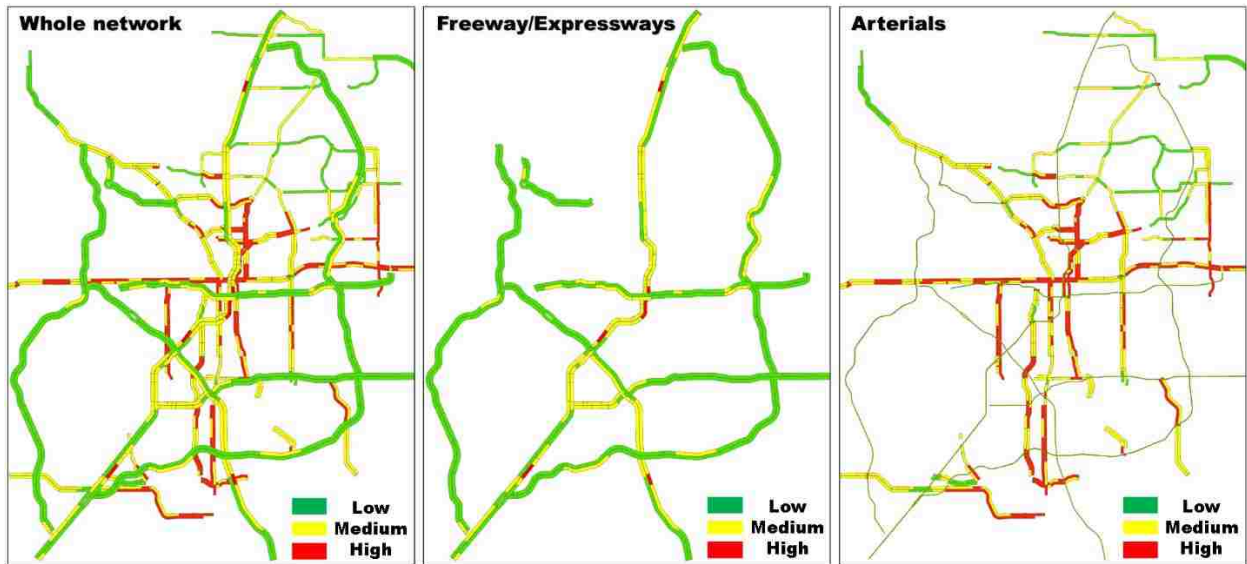 Whole network
Low
Medium
High
Freeway/Expressways
Low
Medium
High
Arterials
Low
Medium
High